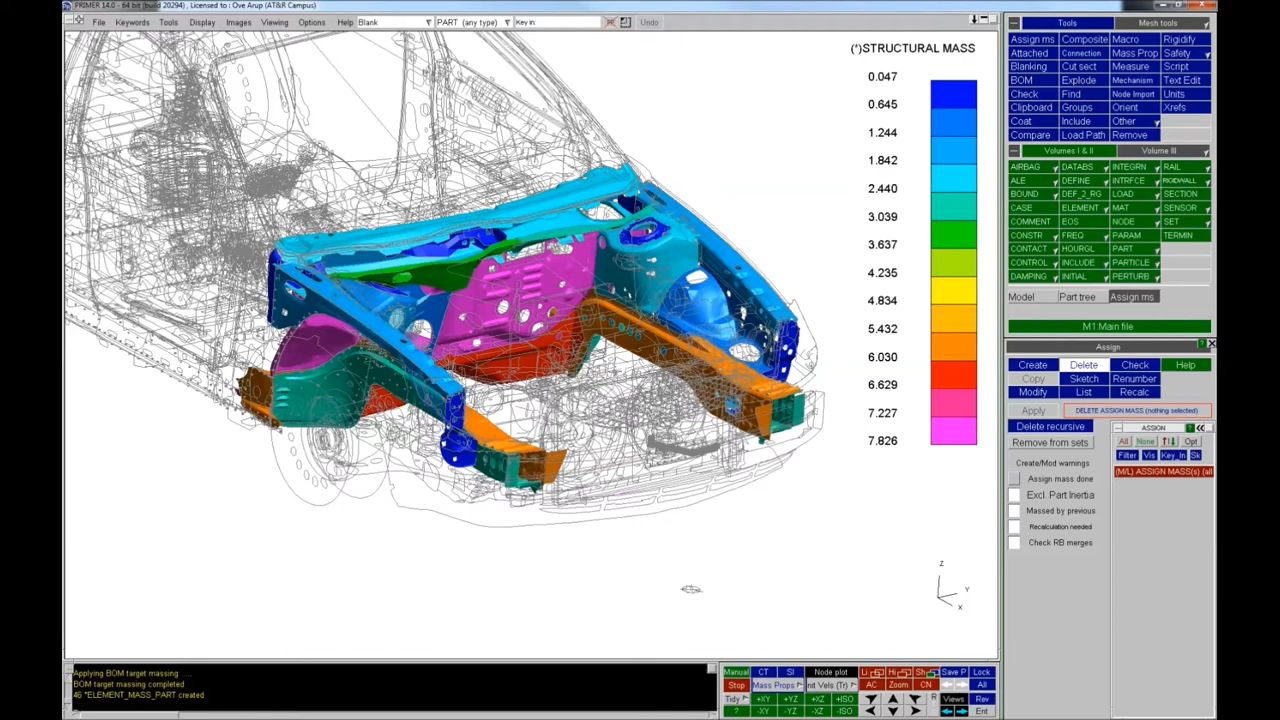 PRIMER 14.0 - 64 bit (build 20294) , Licensed to : Ove Arup (AT&R Campus)
File Keywords Tools Display Images Viewing Options Help Blank PART (any type) Key in: Undo
(*)STRUCTURAL MASS
0.047
0.645
1.244
1.842
2.440
3.039
3.637
4.235
4.834
5.432
6.030
6.629
7.227
7.826
Z
Y
X
Tools Mesh tools
Assign ms Composite Macro Rigidify
Attached Connection Mass Prop Safety
Blanking Cut sect Measure Script
BOM Explode Mechanism Text Edit
Check Find Node Import Units
Clipboard Groups Orient Xrefs
Coat Include Other
Compare Load Path Remove
Volumes I & II Volume III
AIRBAG DATABS INTEGRN RAIL
ALE DEFINE INTRFCE RIGIDWALL
BOUND DEF_2_RG LOAD SECTION
CASE ELEMENT MAT SENSOR
COMMENT EOS NODE SET
CONSTR FREQ PARAM TERMIN
CONTACT HOURGL PART
CONTROL INCLUDE PARTICLE
DAMPING INITIAL PERTURB
Model Part tree Assign ms
M1:Main file
Assign ?
Create Delete Check Help
Copy Sketch Renumber
Modify List Recalc
Apply DELETE ASSIGN MASS (nothing selected)
Delete recursive
Remove from sets
Create/Mod warnings
Assign mass done
Excl. Part Inertia
Massed by previous
Recalculation needed
Check RB merges
ASSIGN ?
All None Opt
Filter Vis Key_In Sk
(M/L) ASSIGN MASS(s) (all
Applying BOM target massing ....
BOM target massing completed
46 *ELEMENT_MASS_PART created
Manual CT SI Node plot Li Hi Sh Save P Lock
Stop Mass Props nit Vels (Tr) AC Zoom CN All
Tidy +XY +YZ +XZ +ISO R Views Rev
? -XY -YZ -XZ -ISO Ent